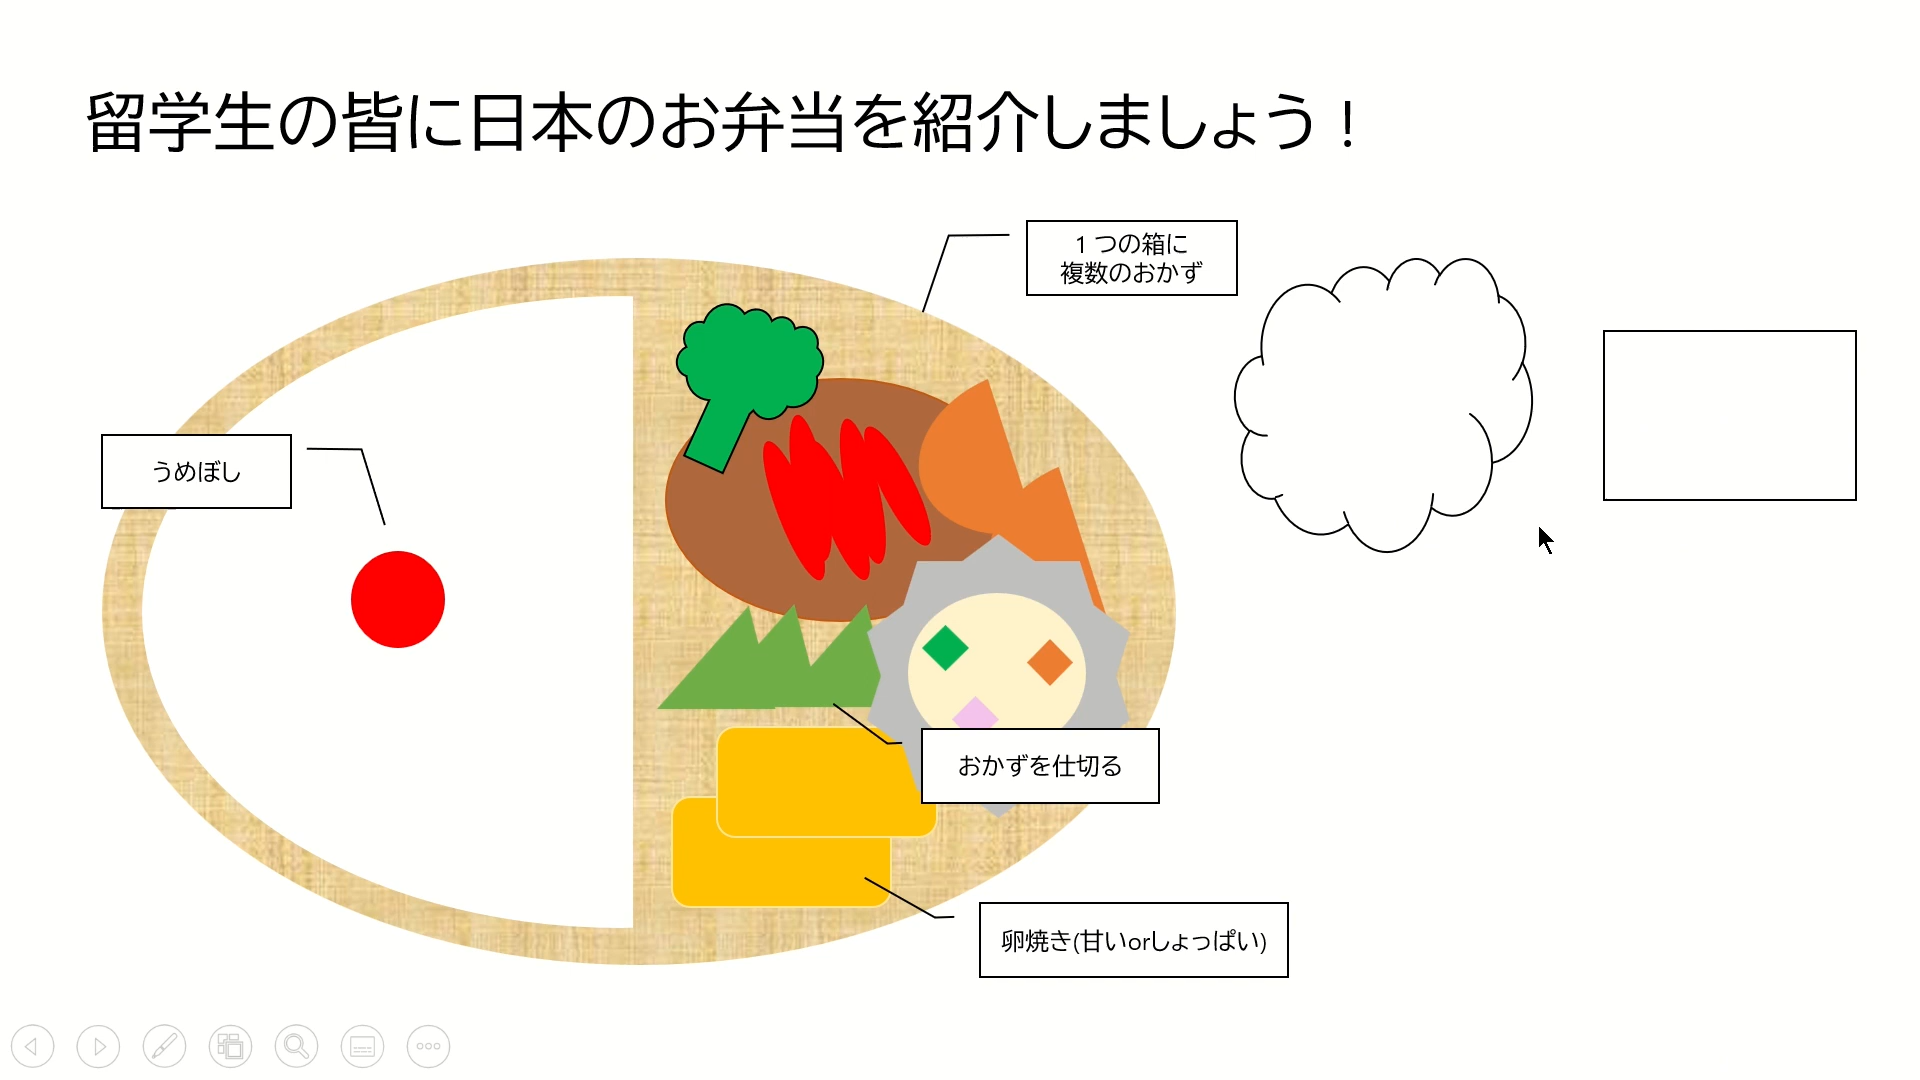 留学生の皆に日本のお弁当を紹介しましょう！
１つの箱に
複数のおかず
うめぼし
おかずを仕切る
卵焼き(甘いorしょっぱい)